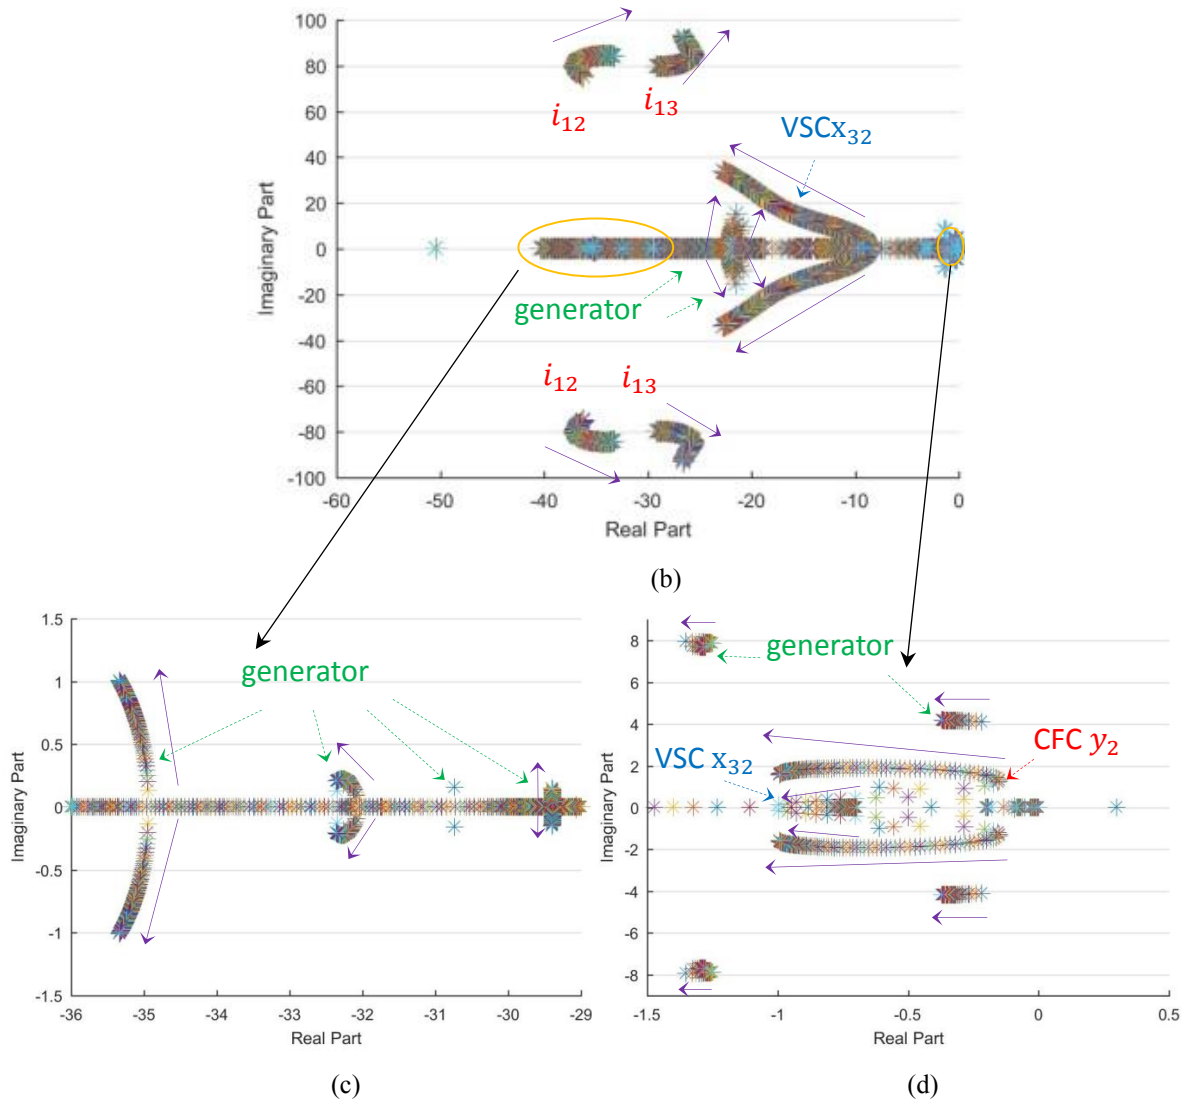 100
80
60
40
20
0
-20
-40
-60
-80
-100
Imaginary Part
i₁₂
i₁₃
VSCx₃₂
generator
i₁₂
i₁₃
-60 -50 -40 -30 -20 -10 0
Real Part
(b)
1.5
1
0.5
0
-0.5
-1
-1.5
Imaginary Part
generator
-36 -35 -34 -33 -32 -31 -30 -29
Real Part
(c)
8
6
4
2
0
-2
-4
-6
-8
Imaginary Part
generator
CFC y₂
VSC x₃₂
-1.5 -1 -0.5 0 0.5
Real Part
(d)